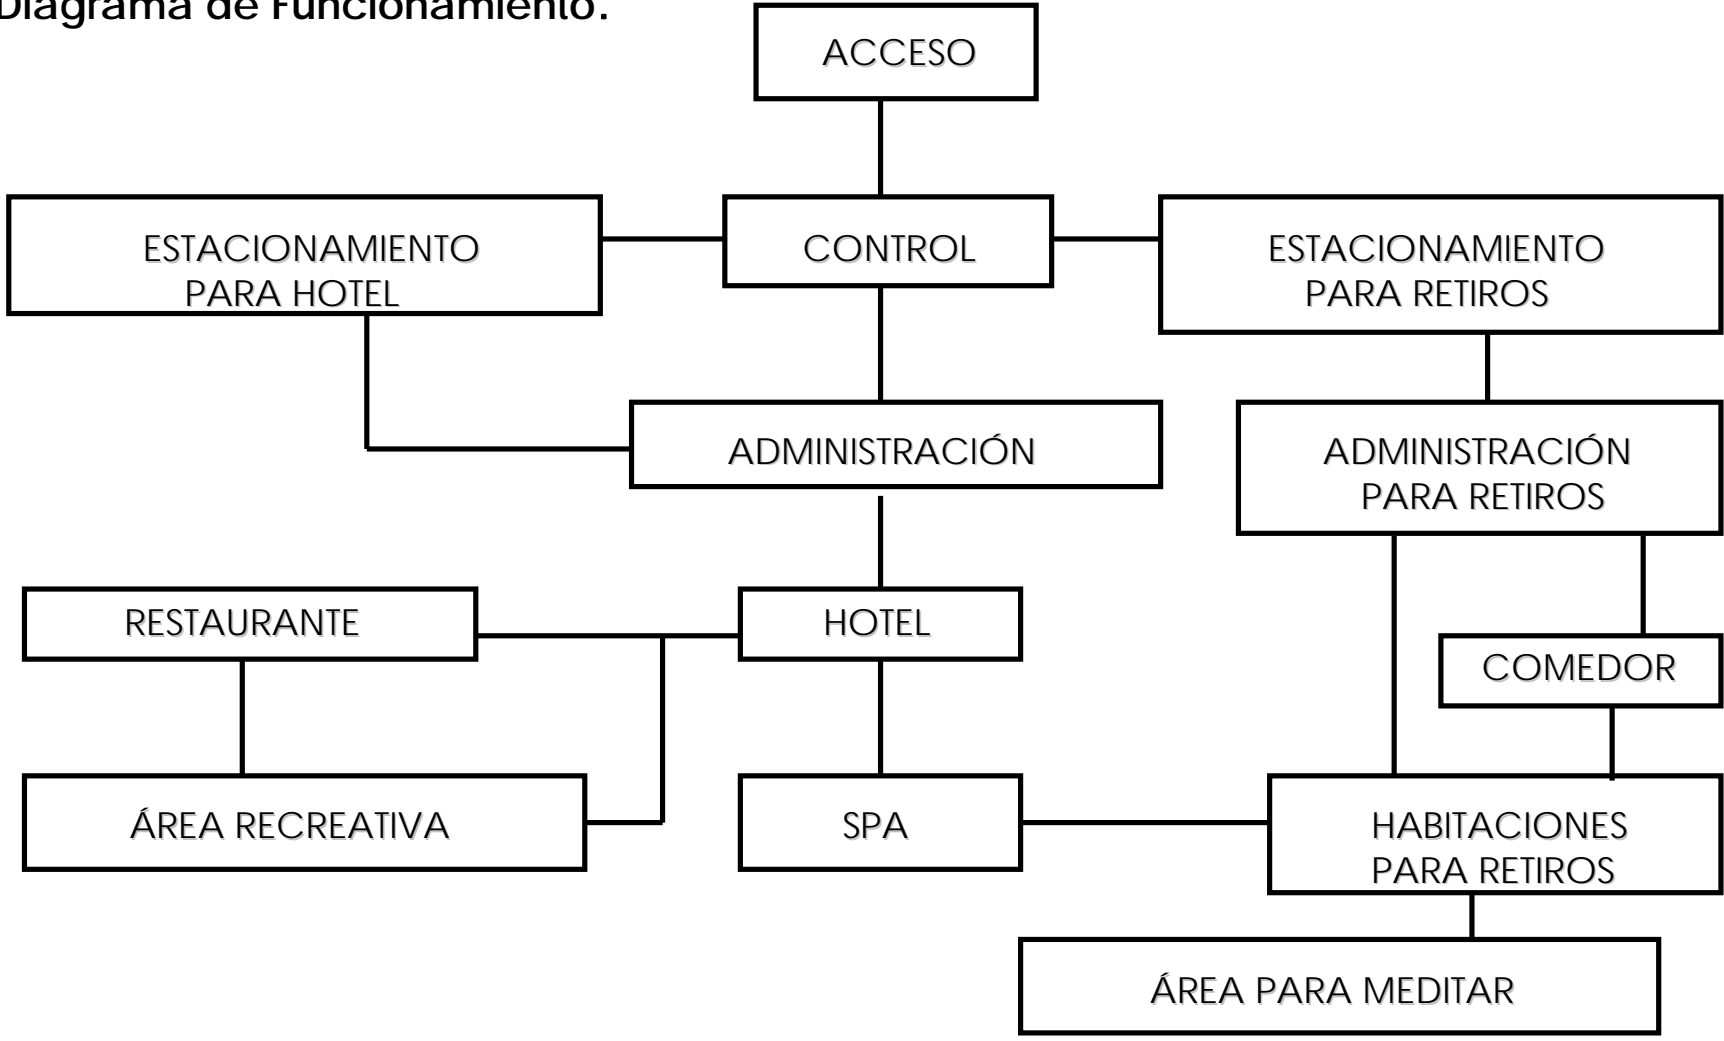 Diagrama de Funcionamiento.
ACCESO
ESTACIONAMIENTO
PARA HOTEL
CONTROL
ESTACIONAMIENTO
PARA RETIROS
ADMINISTRACIÓN
ADMINISTRACIÓN
PARA RETIROS
RESTAURANTE
HOTEL
COMEDOR
ÁREA RECREATIVA
SPA
HABITACIONES
PARA RETIROS
ÁREA PARA MEDITAR